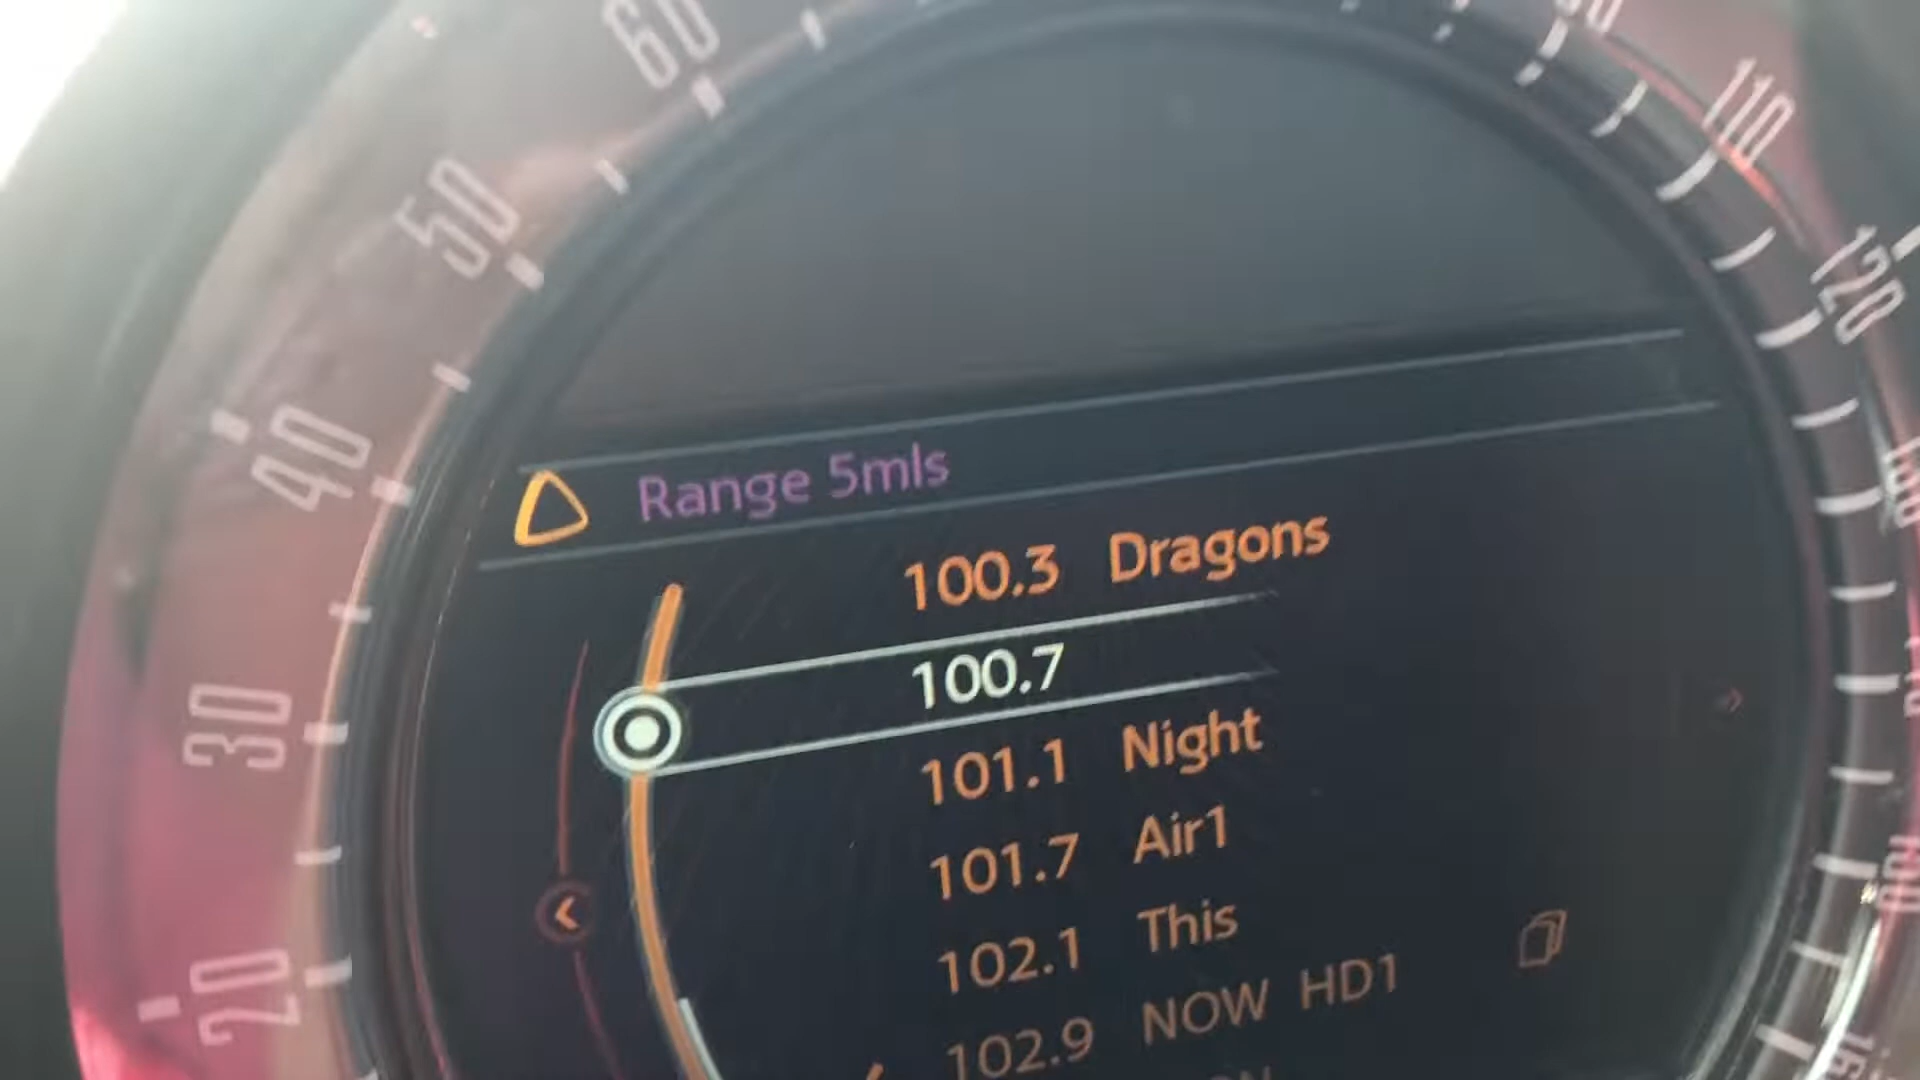 60
50
40
30
20
110
120
Range 5mls
100.3 Dragons
100.7
101.1 Night
101.7 Air1
102.1 This
102.9 NOW HD1